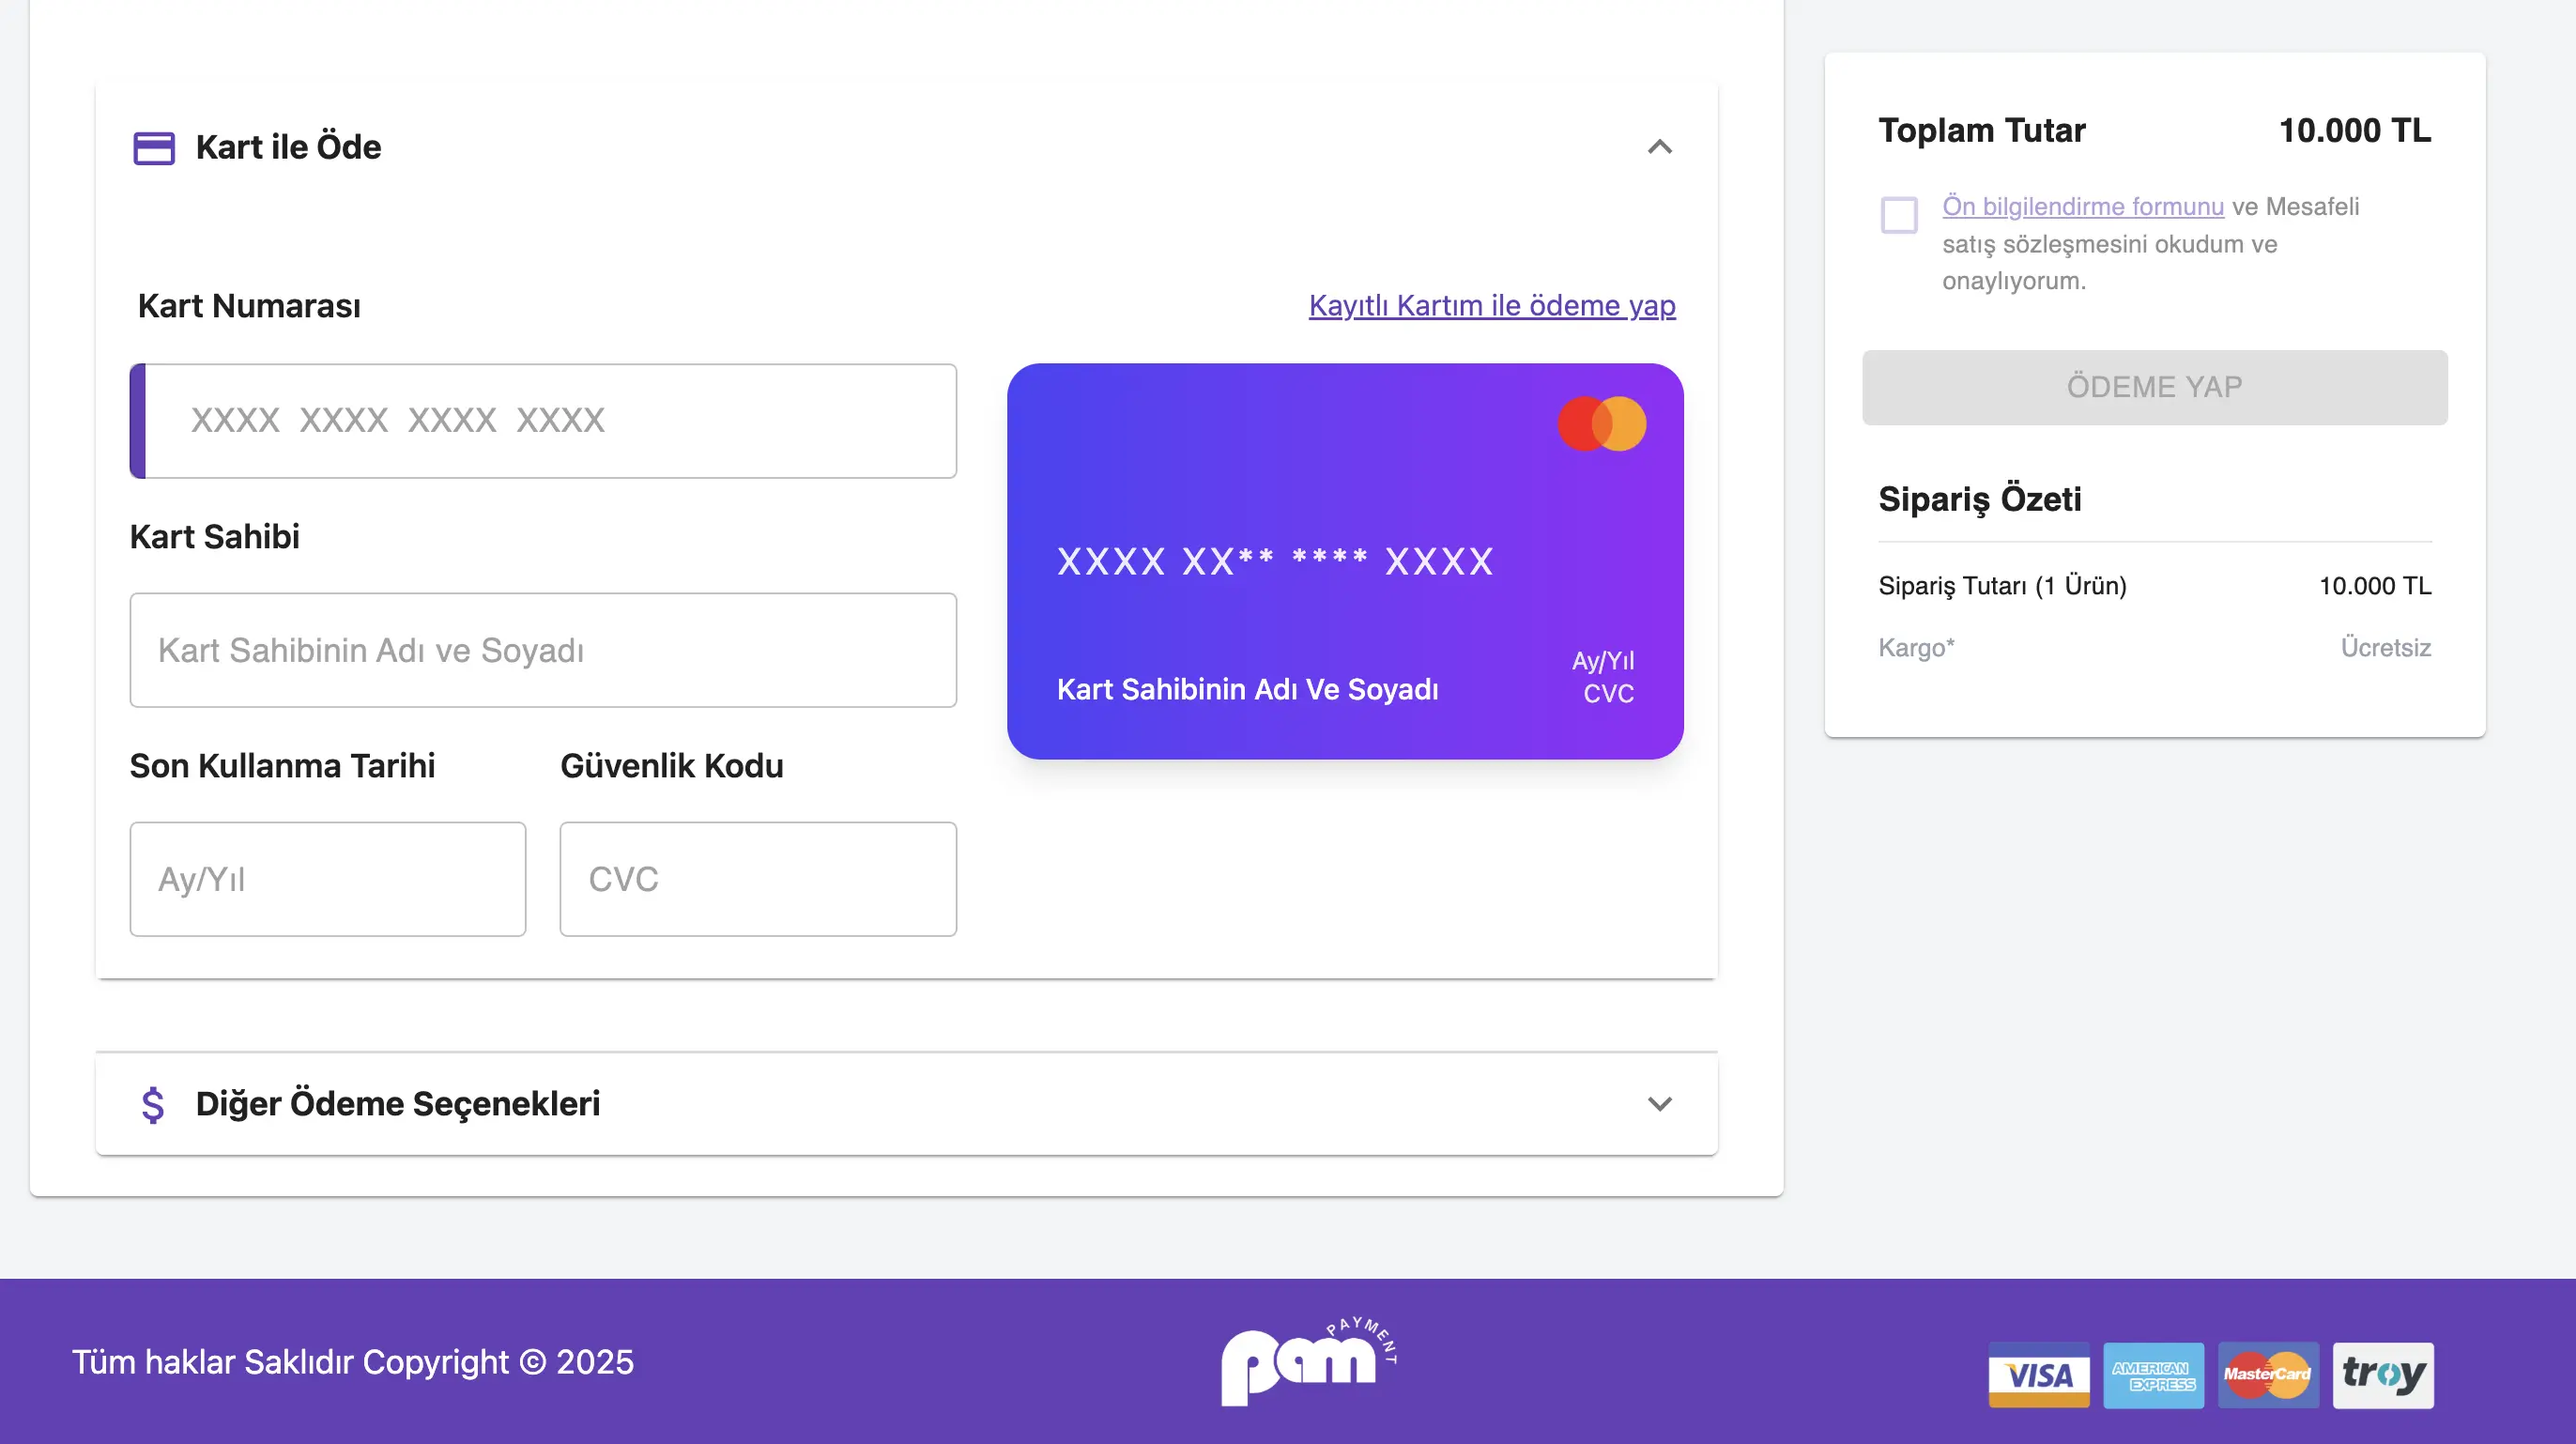 Kart ile Öde
Kart Numarası
Kayıtlı Kartım ile ödeme yap
XXXX XXXX XXXX XXXX
Kart Sahibi
Kart Sahibinin Adı ve Soyadı
Son Kullanma Tarihi
Güvenlik Kodu
Ay/Yıl
CVC
XXXX XX** **** XXXX
Kart Sahibinin Adı Ve Soyadı
Ay/Yıl
CVC
Diğer Ödeme Seçenekleri
Toplam Tutar 10.000 TL
Ön bilgilendirme formunu ve Mesafeli
satış sözleşmesini okudum ve
onaylıyorum.
ÖDEME YAP
Sipariş Özeti
Sipariş Tutarı (1 Ürün) 10.000 TL
Kargo* Ücretsiz
Tüm haklar Saklıdır Copyright © 2025
pam PAYMENT
VISA
AMERICAN EXPRESS
MasterCard
troy